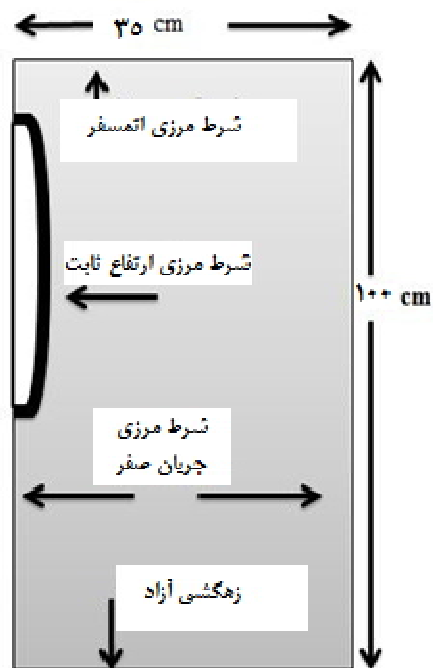 ۳۵ cm
شرط مرزی اتمسفر
شرط مرزی ارتفاع ثابت
۱۰۰ cm
شرط مرزی
جریان صفر
زهکشی آزاد